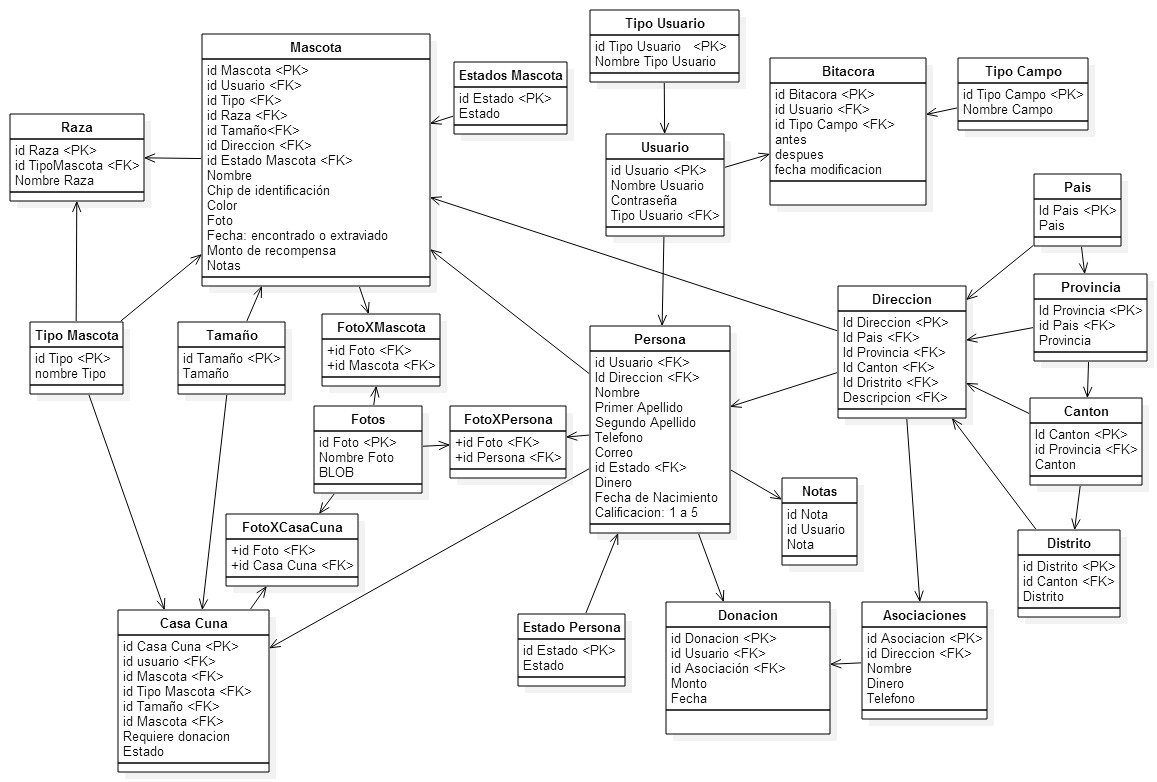 Tipo Usuario
id Tipo Usuario <PK>
Nombre Tipo Usuario
Mascota
id Mascota <PK>
id Usuario <FK>
id Tipo <FK>
id Raza <FK>
id Tamaño<FK>
id Direccion <FK>
id Estado Mascota <FK>
Nombre
Chip de identificación
Color
Foto
Fecha: encontrado o extraviado
Monto de recompensa
Notas
Estados Mascota
id Estado <PK>
Estado
Bitacora
id Bitacora <PK>
id Usuario <FK>
id Tipo Campo <FK>
antes
despues
fecha modificacion
Tipo Campo
id Tipo Campo <PK>
Nombre Campo
Raza
id Raza <PK>
id TipoMascota <FK>
Nombre Raza
Usuario
id Usuario <PK>
Nombre Usuario
Contraseña
Tipo Usuario <FK>
Pais
Id Pais <PK>
Pais
Provincia
Id Provincia <PK>
id Pais <FK>
Provincia
Direccion
Id Direccion <PK>
Id Pais <FK>
Id Provincia <FK>
Id Canton <FK>
Id Dristrito <FK>
Descripcion <FK>
Tipo Mascota
id Tipo <PK>
nombre Tipo
Tamaño
id Tamaño <PK>
Tamaño
FotoXMascota
+id Foto <FK>
+id Mascota <FK>
Persona
id Usuario <FK>
Id Direccion <FK>
Nombre
Primer Apellido
Segundo Apellido
Telefono
Correo
id Estado <FK>
Dinero
Fecha de Nacimiento
Calificacion: 1 a 5
Canton
Id Canton <PK>
id Provincia <FK>
Canton
Fotos
id Foto <PK>
Nombre Foto
BLOB
FotoXPersona
+id Foto <FK>
+id Persona <FK>
Notas
id Nota
id Usuario
Nota
FotoXCasaCuna
+id Foto <FK>
+id Casa Cuna <FK>
Distrito
id Distrito <PK>
id Canton <FK>
Distrito
Casa Cuna
id Casa Cuna <PK>
id usuario <FK>
id Mascota <FK>
id Tipo Mascota <FK>
id Tamaño <FK>
id Mascota <FK>
Requiere donacion
Estado
Estado Persona
id Estado <PK>
Estado
Donacion
id Donacion <PK>
id Usuario <FK>
id Asociación <FK>
Monto
Fecha
Asociaciones
id Asociacion <PK>
id Direccion <FK>
Nombre
Dinero
Telefono